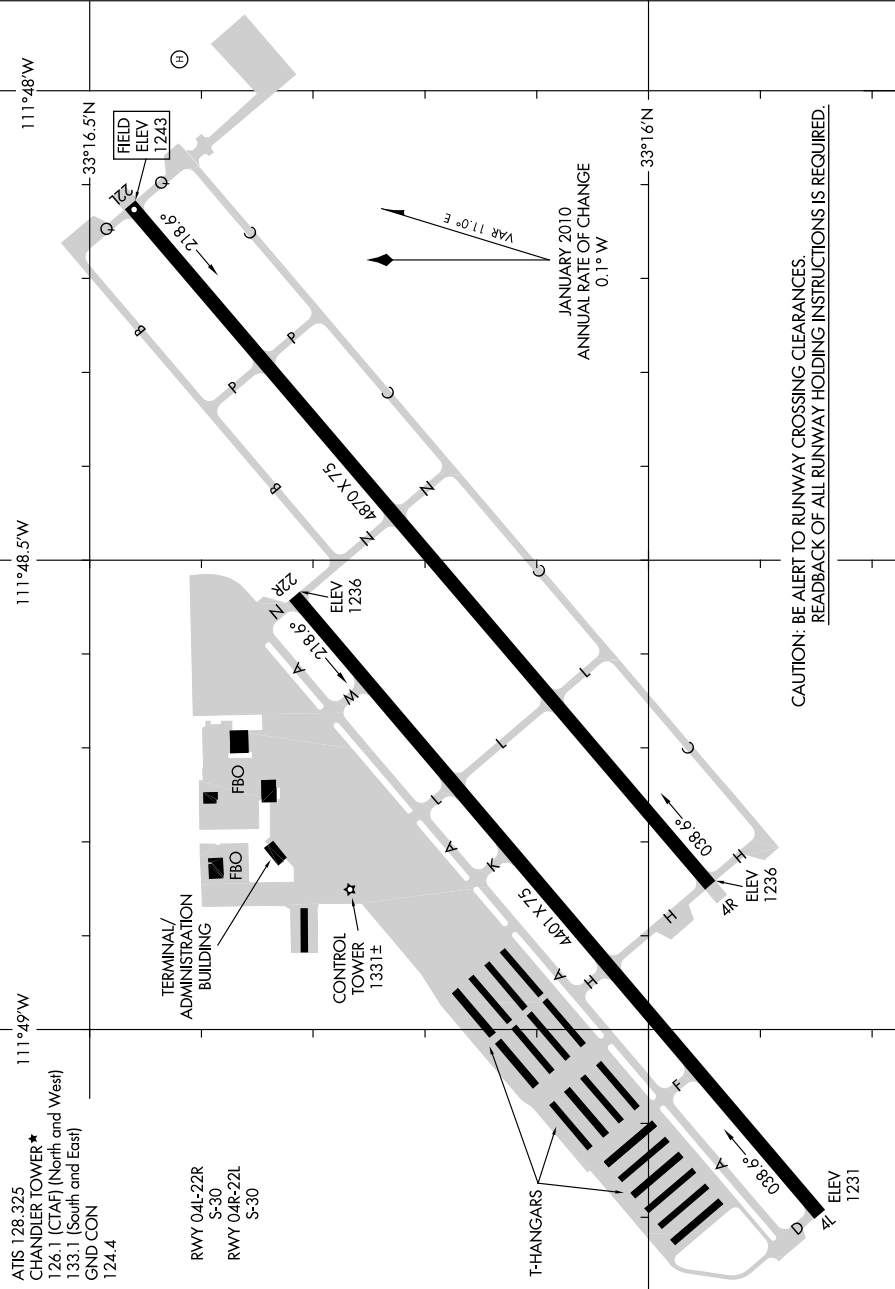 ATIS 128.325
CHANDLER TOWER★
126.1 (CTAF) (North and West)
133.1 (South and East)
GND CON
124.4
RWY 04L-22R
S-30
RWY 04R-22L
S-30
111°49'W
111°48.5'W
111°48'W
33°16.5'N
33°16'N
FIELD
ELEV
1243
H
22L
218.6°
Q
Q
C
B
P
P
C
B
4870 X 75
N
N
C
22R
ELEV
1236
N
218.6°
A
W
L
L
L
C
FBO
FBO
TERMINAL/
ADMINISTRATION
BUILDING
CONTROL
TOWER
1331±
A
K
4401 X 75
A
H
H
H
038.6°
4R
ELEV
1236
F
A
038.6°
D
4L
ELEV
1231
T-HANGARS
VAR 11.0° E
JANUARY 2010
ANNUAL RATE OF CHANGE
0.1° W
CAUTION: BE ALERT TO RUNWAY CROSSING CLEARANCES.
READBACK OF ALL RUNWAY HOLDING INSTRUCTIONS IS REQUIRED.